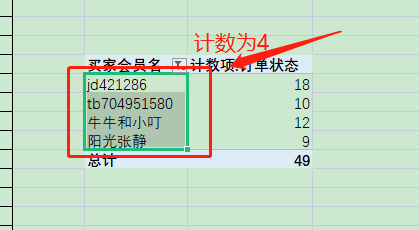 计数为4
买家会员名 计数项:订单状态
jd421286 18
tb704951580 10
牛牛和小叮 12
阳光张静 9
总计 49